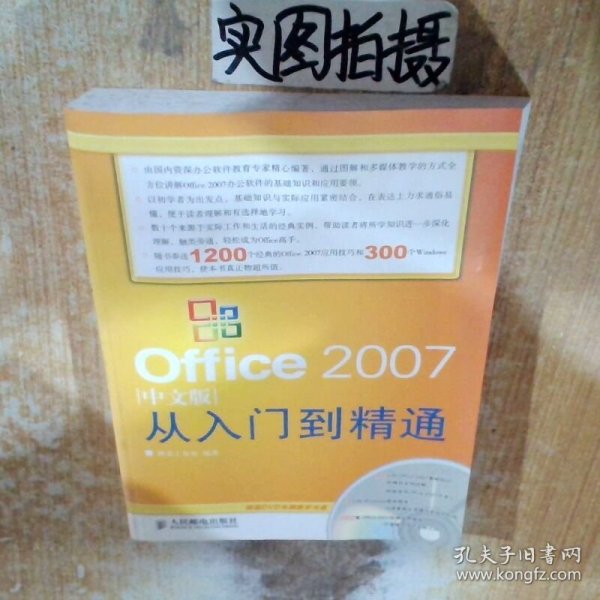 实图拍摄
由国内资深办公软件教育专家精心编著，通过图解和多媒体教学的方式全
方位讲解Office 2007办公软件的基础知识和应用要领。
以初学者为出发点，基础知识与实际应用紧密结合，在表达上力求通俗易
懂，便于读者理解和有选择地学习。
数十个来源于实际工作和生活的经典实例，帮助读者将所学知识进一步深化
理解、触类旁通，轻松成为Office高手。
随书奉送1200个经典的Office 2007应用技巧和300个Windows
应用技巧，使本书真正物超所值。
Office 2007
中文版
从入门到精通
编著
人民邮电出版社
孔夫子旧书网
www.kongfz.com